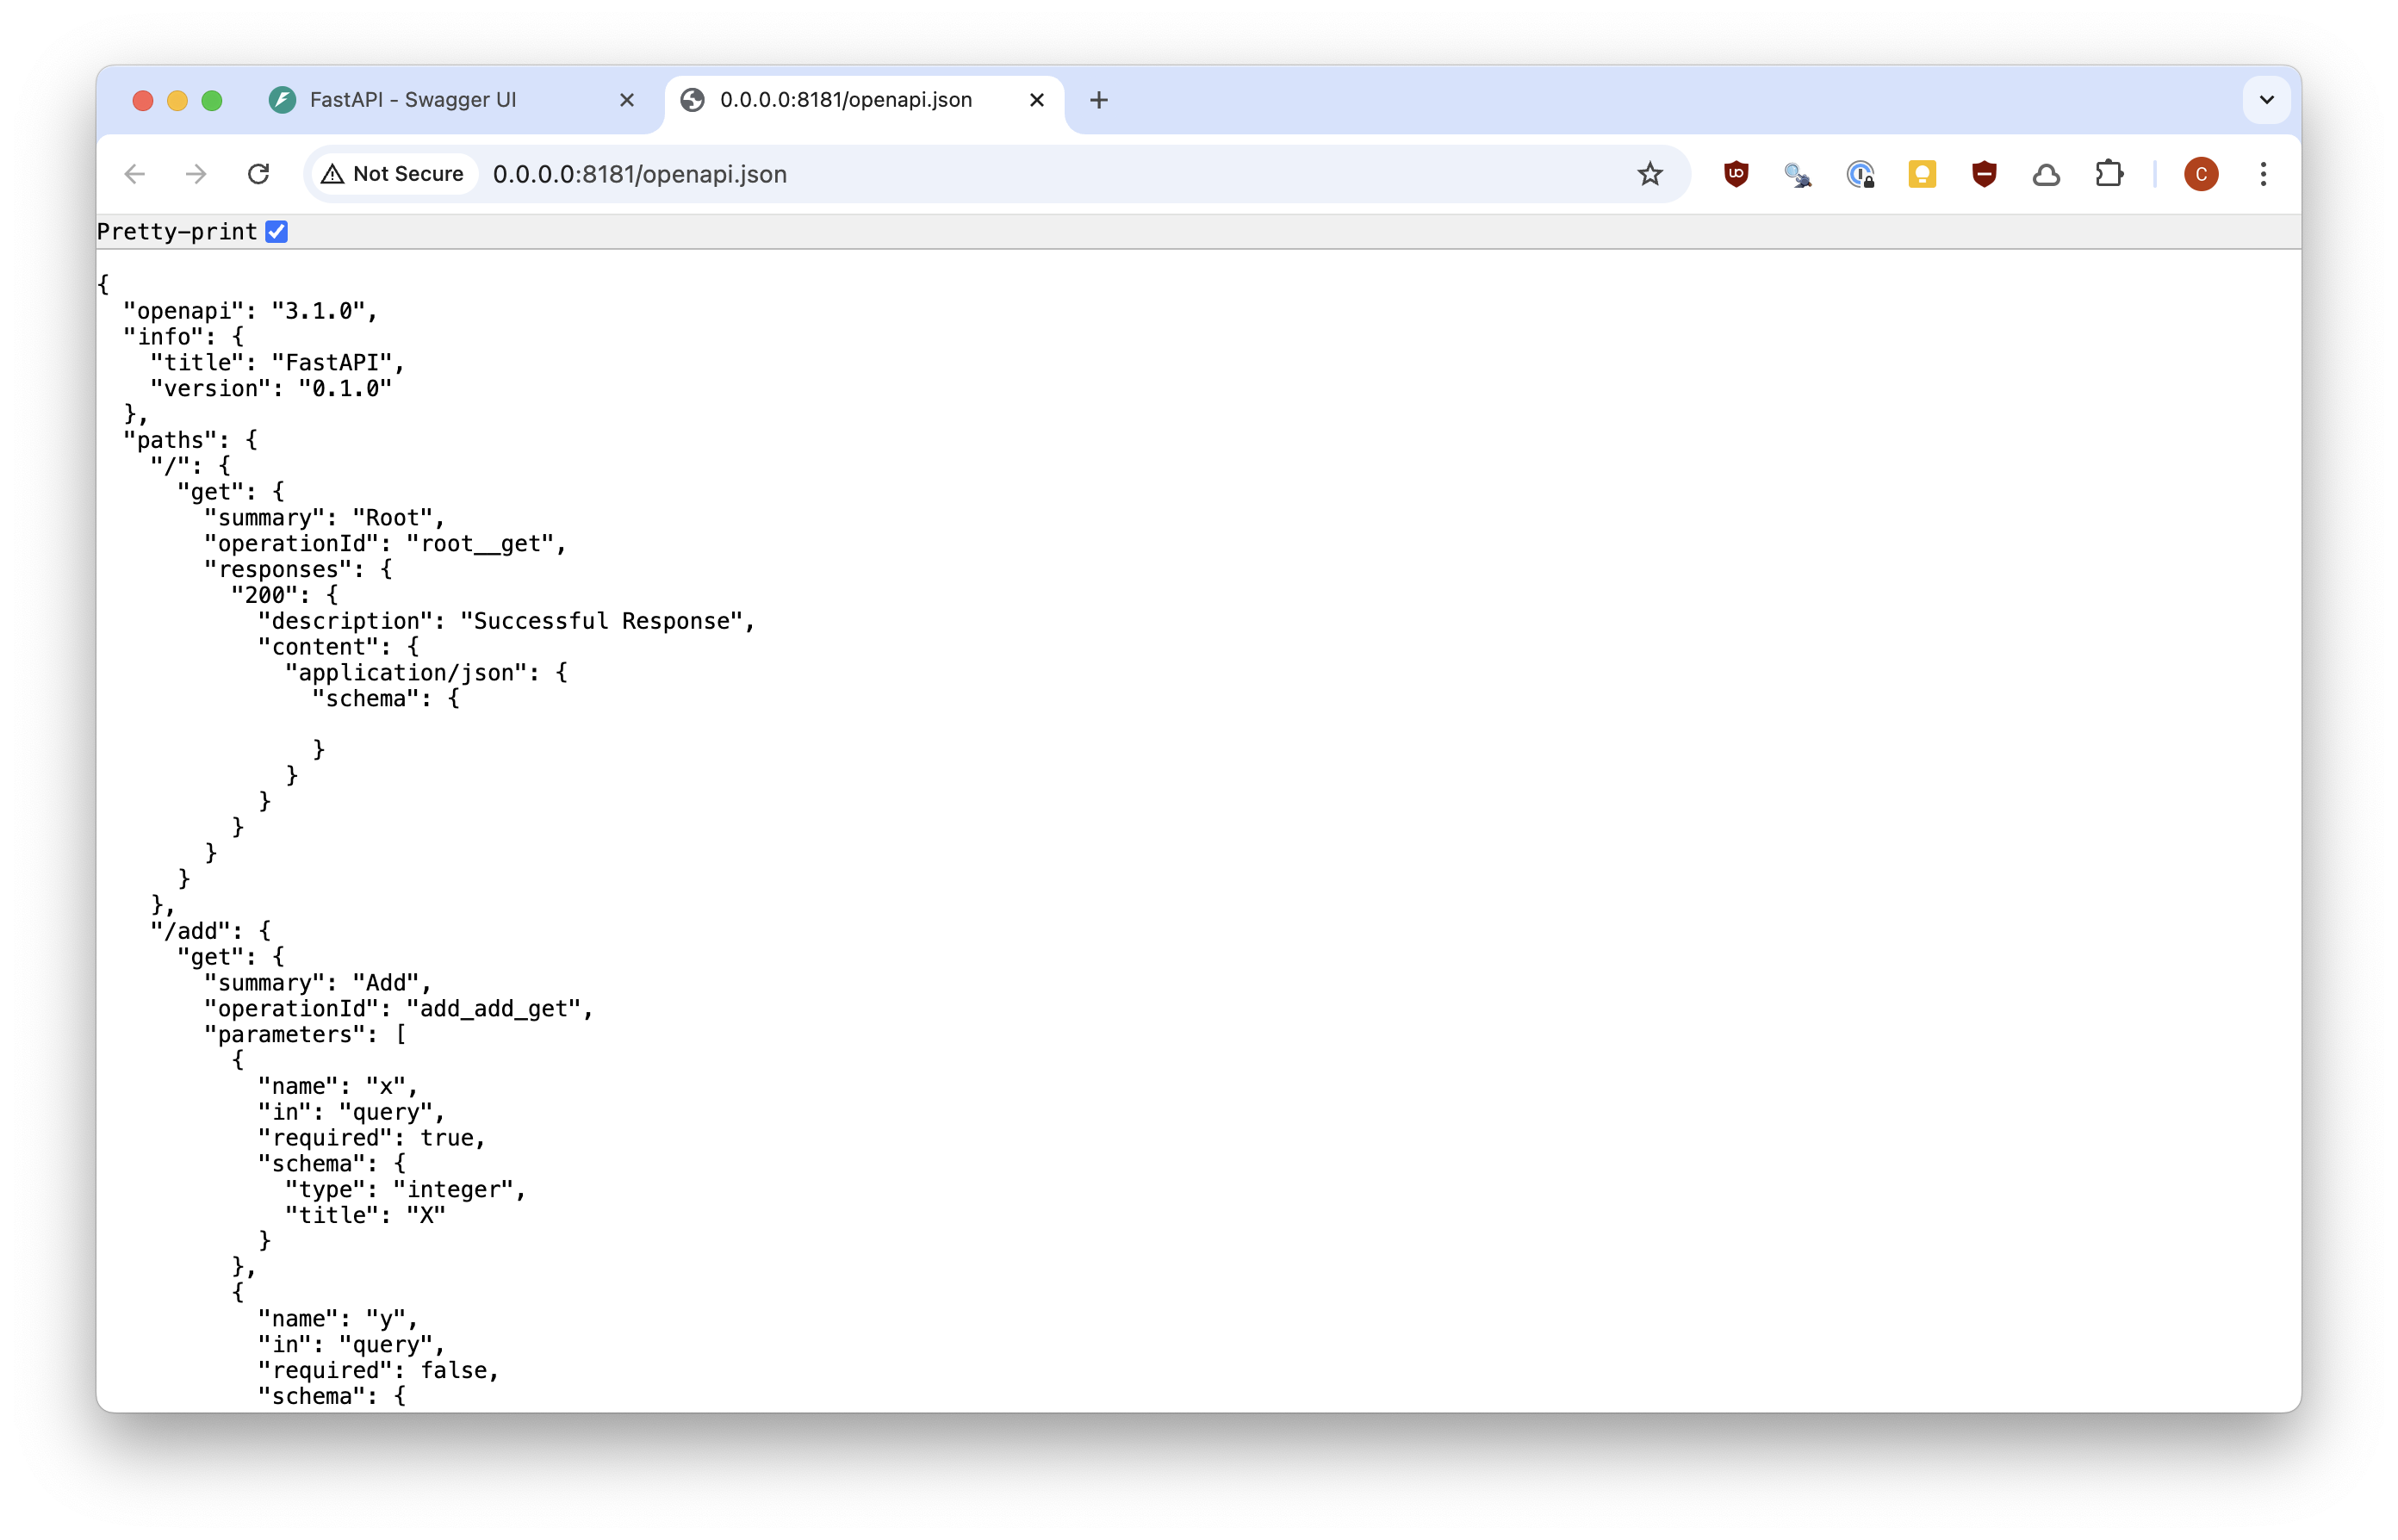 FastAPI - Swagger UI
0.0.0.0:8181/openapi.json
Not Secure
0.0.0.0:8181/openapi.json
C
Pretty-print
{
  "openapi": "3.1.0",
  "info": {
    "title": "FastAPI",
    "version": "0.1.0"
  },
  "paths": {
    "/": {
      "get": {
        "summary": "Root",
        "operationId": "root__get",
        "responses": {
          "200": {
            "description": "Successful Response",
            "content": {
              "application/json": {
                "schema": {
                }
              }
            }
          }
        }
      }
    },
    "/add": {
      "get": {
        "summary": "Add",
        "operationId": "add_add_get",
        "parameters": [
          {
            "name": "x",
            "in": "query",
            "required": true,
            "schema": {
              "type": "integer",
              "title": "X"
            }
          },
          {
            "name": "y",
            "in": "query",
            "required": false,
            "schema": {